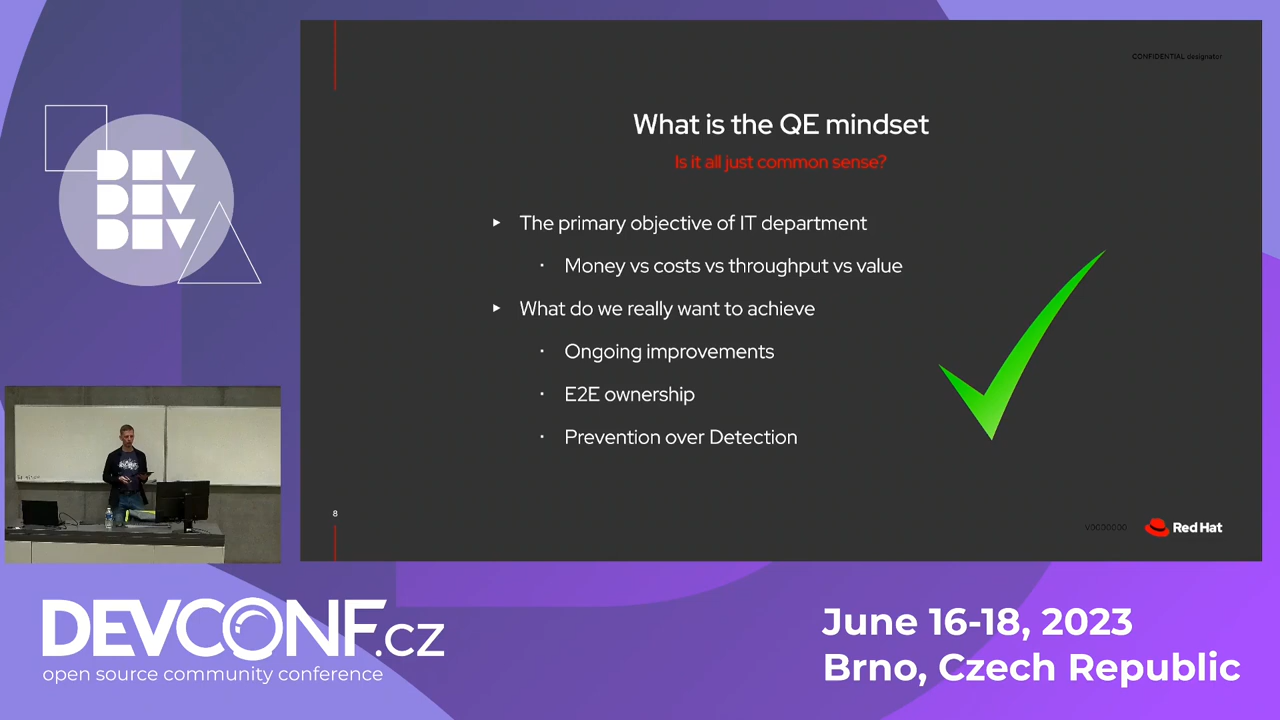 DEV
DEV
DEV
CONFIDENTIAL designator
What is the QE mindset
Is it all just common sense?
The primary objective of IT department
Money vs costs vs throughput vs value
What do we really want to achieve
Ongoing improvements
E2E ownership
Prevention over Detection
8
V0000000
Red Hat
DEVCONF.cz
open source community conference
June 16-18, 2023
Brno, Czech Republic